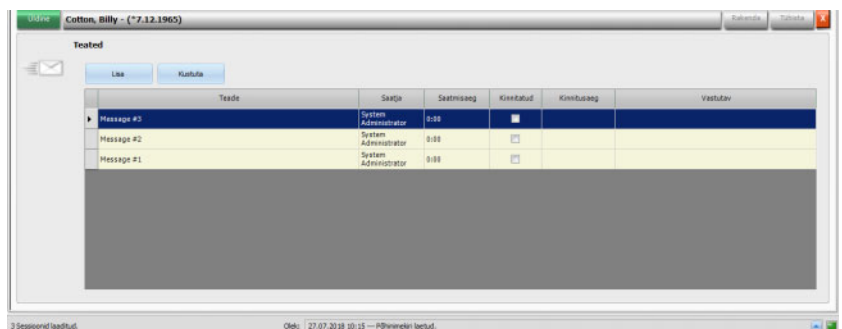 Üldine Cotton, Billy - (*7.12.1965) Rakenda Tühista X
Teated
Lisa Kustuta
Teade Saatja Saatmisaeg Kinnitatud Kinnitusaeg Vastutav
Message #3 System Administrator 0:00
Message #2 System Administrator 0:00
Message #1 System Administrator 0:00
3 Sessioonid laaditud. Olek: 27.07.2018 10:15 — Põhinimekiri laetud.